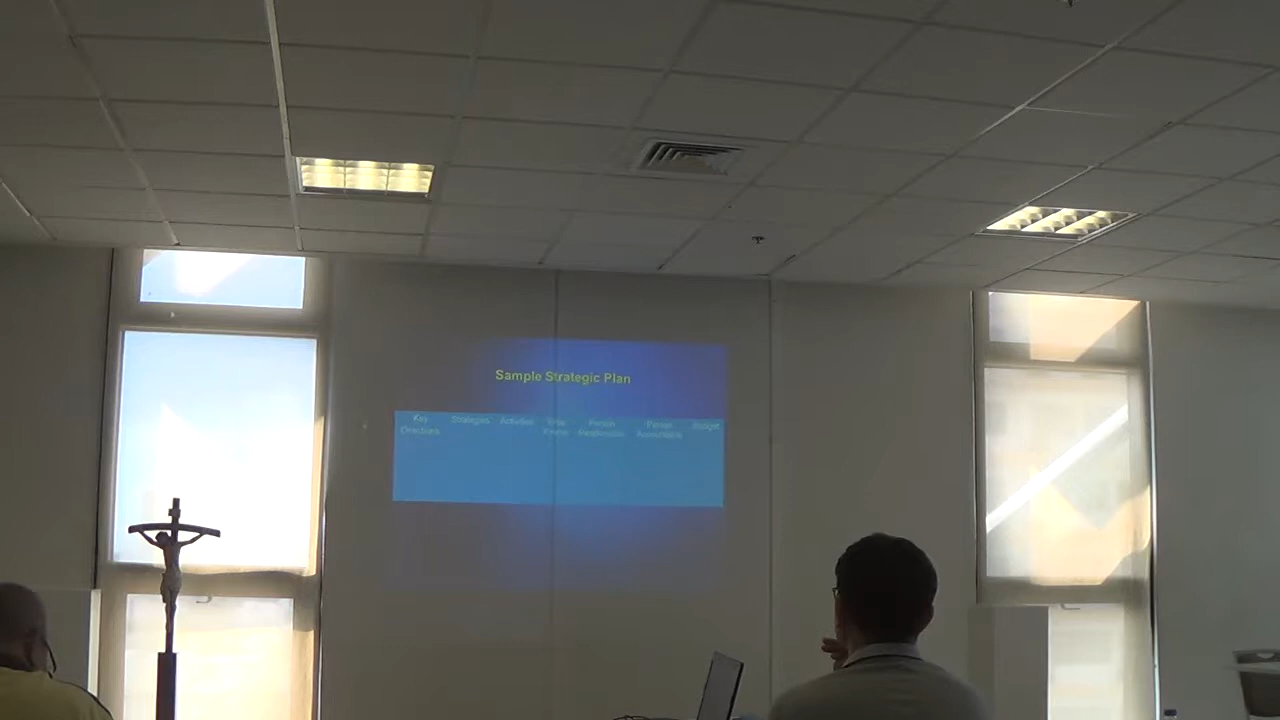 Sample Strategic Plan
Key Strategies Activities Time Person Person Budget
Directions Frame Responsible Accountable